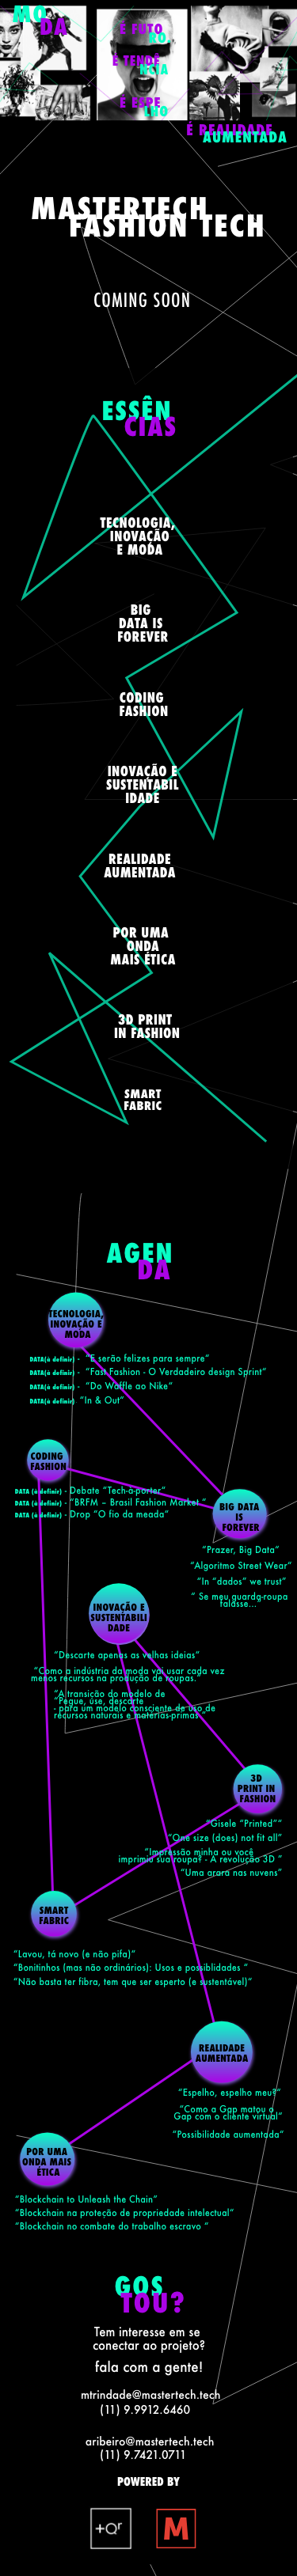 MO
DA
É FUTO
RO
É TENDÊ
NCIA
É ESPE
LHO
É REALIDADE
AUMENTADA
MASTERTECH
FASHION TECH
COMING SOON
ESSÊN
CIAS
TECNOLOGIA,
INOVAÇÃO
E MODA
BIG
DATA IS
FOREVER
CODING
FASHION
INOVAÇÃO E
SUSTENTABIL
IDADE
REALIDADE
AUMENTADA
POR UMA
ONDA
MAIS ÉTICA
3D PRINT
IN FASHION
SMART
FABRIC
AGEN
DA
TECNOLOGIA,
INOVAÇÃO E
MODA
DATA(à definir) - “E serão felizes para sempre”
DATA(à definir) - “Fast Fashion - O Verdadeiro design Sprint”
DATA(à definir) - “Do Waffle ao Nike”
DATA(à definir) “In & Out”
CODING
FASHION
DATA (à definir) - Debate “Tech-à-porter”
DATA (à definir) - “BRFM – Brasil Fashion Market “
DATA (à definir) - Drop “O fio da meada”
BIG DATA
IS
FOREVER
“Prazer, Big Data”
“Algoritmo Street Wear”
“In “dados” we trust”
“ Se meu guarda-roupa
falasse...”
INOVAÇÃO E
SUSTENTABILI
DADE
“Descarte apenas as velhas ideias”
“Como a indústria da moda vai usar cada vez
menos recursos na produção de roupas.
“A transição do modelo de
“Pegue, use, descarte
- para um modelo consciente de uso de
recursos naturais e matérias-primas
3D
PRINT IN
FASHION
“Gisele “Printed””
“One size (does) not fit all”
“Impressão minha ou você
imprimiu sua roupa? - A revolução 3D “
“Uma arara nas nuvens”
SMART
FABRIC
“Lavou, tá novo (e não pifa)”
“Bonitinhos (mas não ordinários): Usos e possiblidades “
“Não basta ter fibra, tem que ser esperto (e sustentável)”
REALIDADE
AUMENTADA
“Espelho, espelho meu?”
“Como a Gap matou o
Gap com o cliente virtual”
“Possibilidade aumentada”
POR UMA
ONDA MAIS
ÉTICA
“Blockchain to Unleash the Chain”
“Blockchain na proteção de propriedade intelectual”
“Blockchain no combate do trabalho escravo “
GOS
TOU?
Tem interesse em se
conectar ao projeto?
fala com a gente!
mtrindade@mastertech.tech
(11) 9.9912.6460
aribeiro@mastertech.tech
(11) 9.7421.0711
POWERED BY
+Qr
M